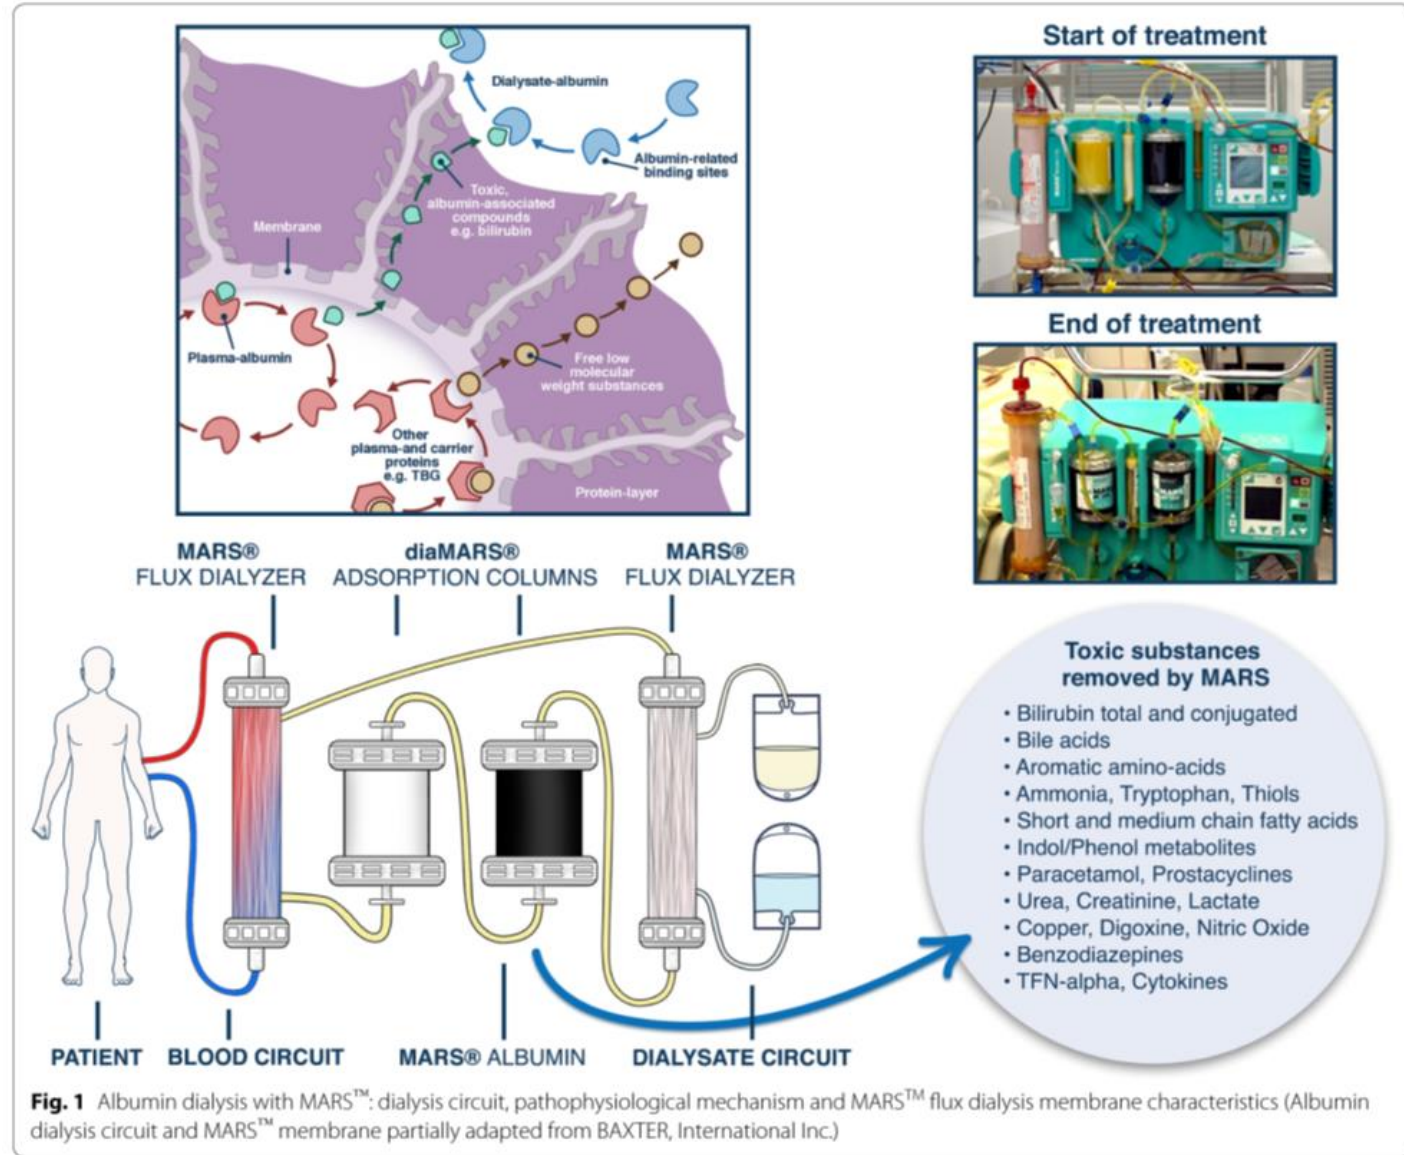 Dialysate-albumin
Albumin-related
binding sites
Toxic,
albumin-associated
compounds
e.g. bilirubin
Membrane
Plasma-albumin
Free low
molecular
weight substances
Other
plasma-and carrier
proteins
e.g. TBG
Protein-layer
Start of treatment
End of treatment
MARS®
FLUX DIALYZER
diaMARS®
ADSORPTION COLUMNS
MARS®
FLUX DIALYZER
PATIENT
BLOOD CIRCUIT
MARS® ALBUMIN
DIALYSATE CIRCUIT
Toxic substances
removed by MARS
• Bilirubin total and conjugated
• Bile acids
• Aromatic amino-acids
• Ammonia, Tryptophan, Thiols
• Short and medium chain fatty acids
• Indol/Phenol metabolites
• Paracetamol, Prostacyclines
• Urea, Creatinine, Lactate
• Copper, Digoxine, Nitric Oxide
• Benzodiazepines
• TFN-alpha, Cytokines
Fig. 1 Albumin dialysis with MARS™: dialysis circuit, pathophysiological mechanism and MARS™ flux dialysis membrane characteristics (Albumin
dialysis circuit and MARS™ membrane partially adapted from BAXTER, International Inc.)